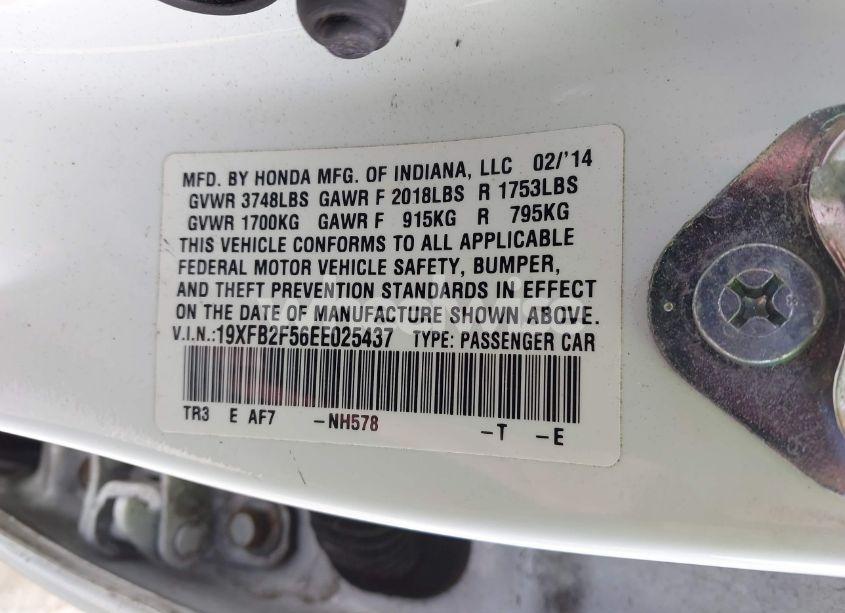 MFD. BY HONDA MFG. OF INDIANA, LLC 02/'14
GVWR 3748LBS GAWR F 2018LBS R 1753LBS
GVWR 1700KG GAWR F 915KG R 795KG
THIS VEHICLE CONFORMS TO ALL APPLICABLE
FEDERAL MOTOR VEHICLE SAFETY, BUMPER,
AND THEFT PREVENTION STANDARDS IN EFFECT
ON THE DATE OF MANUFACTURE SHOWN ABOVE.
V.I.N.:19XFB2F56EE025437 TYPE: PASSENGER CAR
TR3 E AF7 -NH578 -T -E